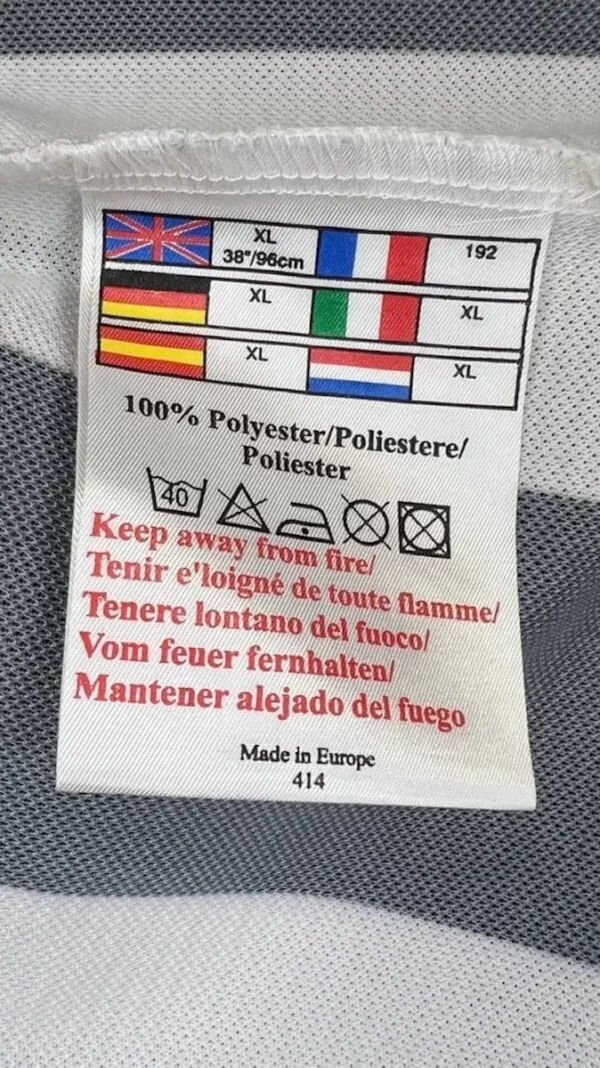 XL
38"/96cm
192
XL
XL
XL
XL
100% Polyester/Poliestere/
Poliester
40
Keep away from fire/
Tenir e'loigné de toute flamme/
Tenere lontano del fuoco/
Vom feuer fernhalten/
Mantener alejado del fuego
Made in Europe
414